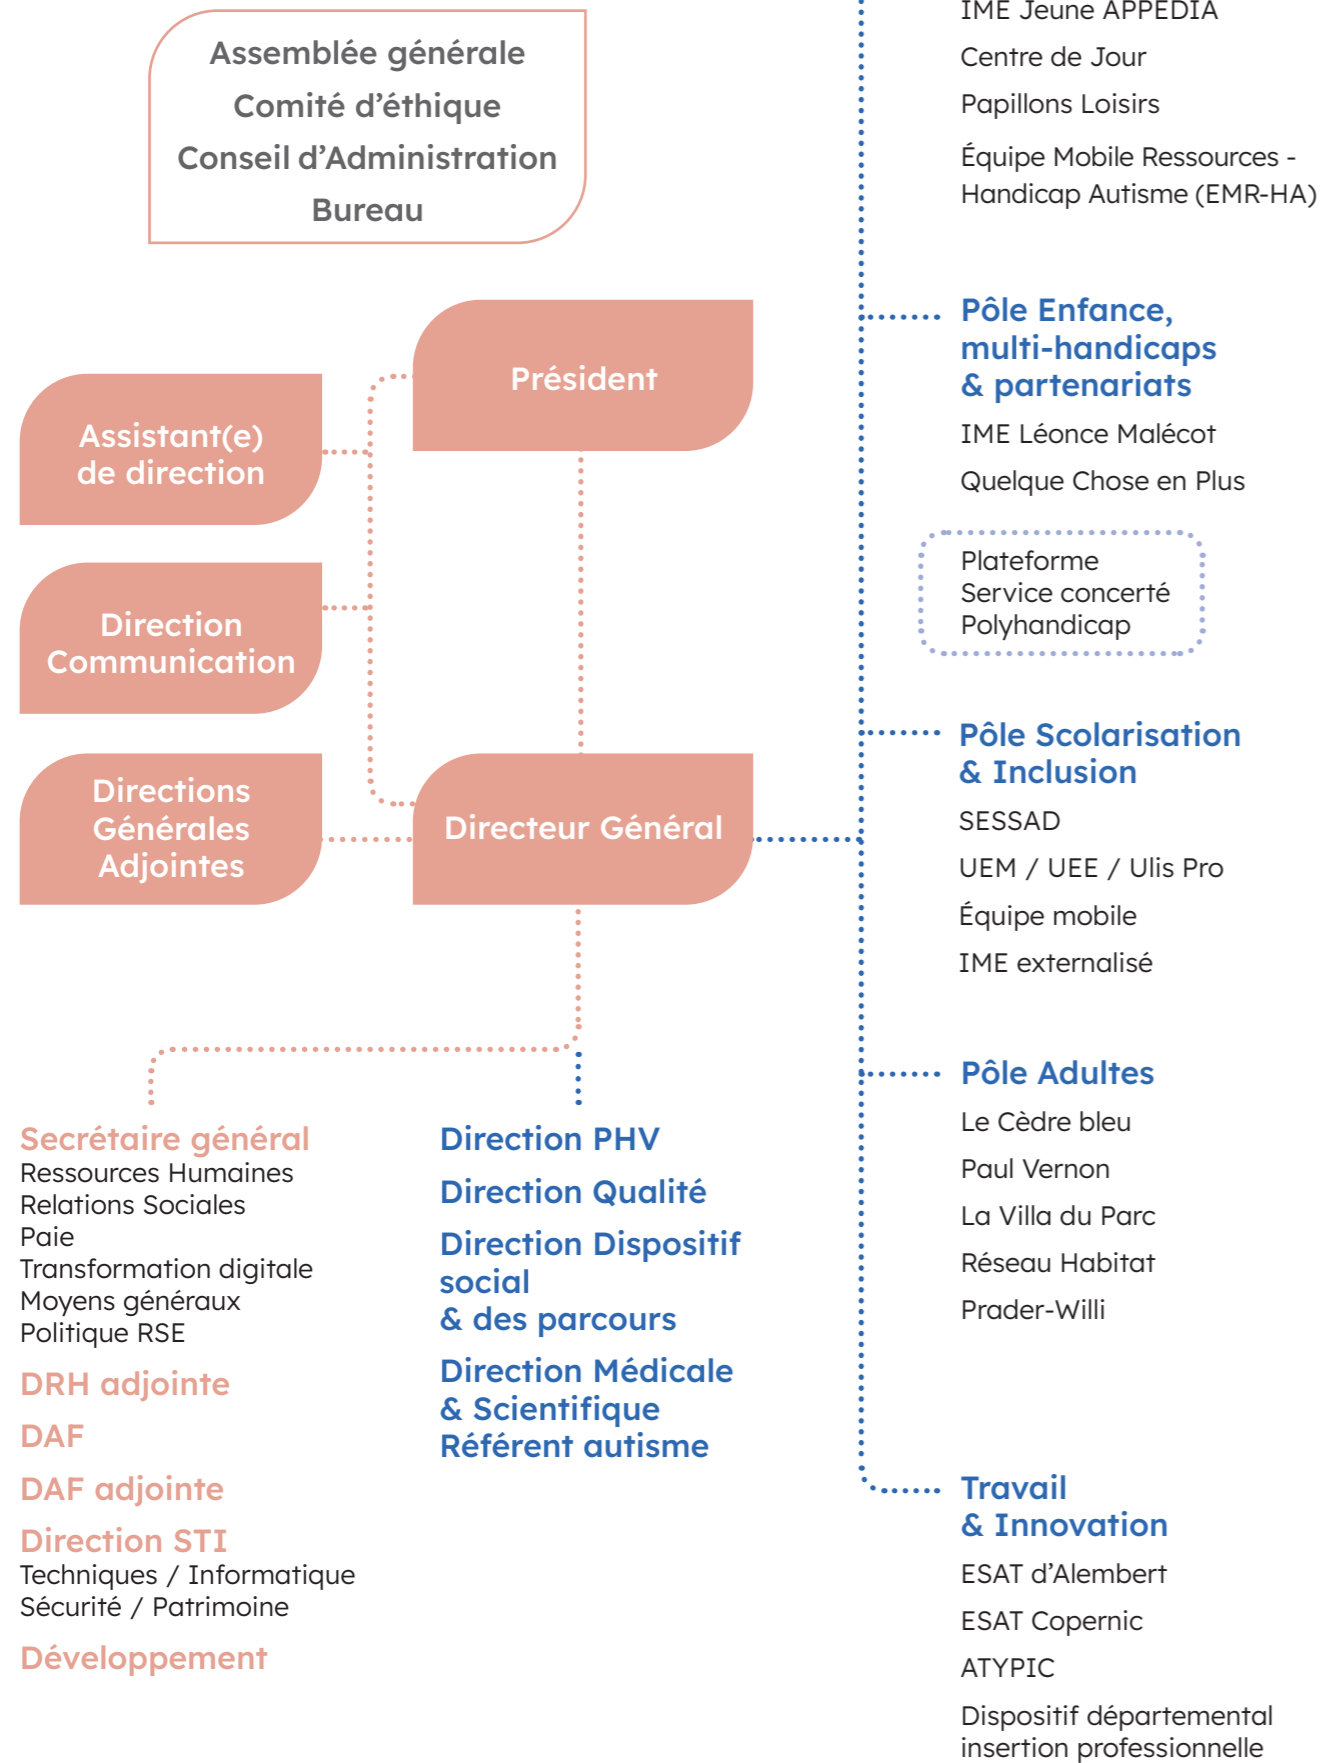 Assemblée générale
Comité d'éthique
Conseil d'Administration
Bureau
Président
Assistant(e)
de direction
Direction
Communication
Directions
Générales
Adjointes
Directeur Général
Secrétaire général
Ressources Humaines
Relations Sociales
Paie
Transformation digitale
Moyens généraux
Politique RSE
DRH adjointe
DAF
DAF adjointe
Direction STI
Techniques / Informatique
Sécurité / Patrimoine
Développement
Direction PHV
Direction Qualité
Direction Dispositif
social
& des parcours
Direction Médicale
& Scientifique
Référent autisme
IME Jeune APPEDIA
Centre de Jour
Papillons Loisirs
Équipe Mobile Ressources -
Handicap Autisme (EMR-HA)
Pôle Enfance,
multi-handicaps
& partenariats
IME Léonce Malécot
Quelque Chose en Plus
Plateforme
Service concerté
Polyhandicap
Pôle Scolarisation
& Inclusion
SESSAD
UEM / UEE / Ulis Pro
Équipe mobile
IME externalisé
Pôle Adultes
Le Cèdre bleu
Paul Vernon
La Villa du Parc
Réseau Habitat
Prader-Willi
Travail
& Innovation
ESAT d'Alembert
ESAT Copernic
ATYPIC
Dispositif départemental
insertion professionnelle